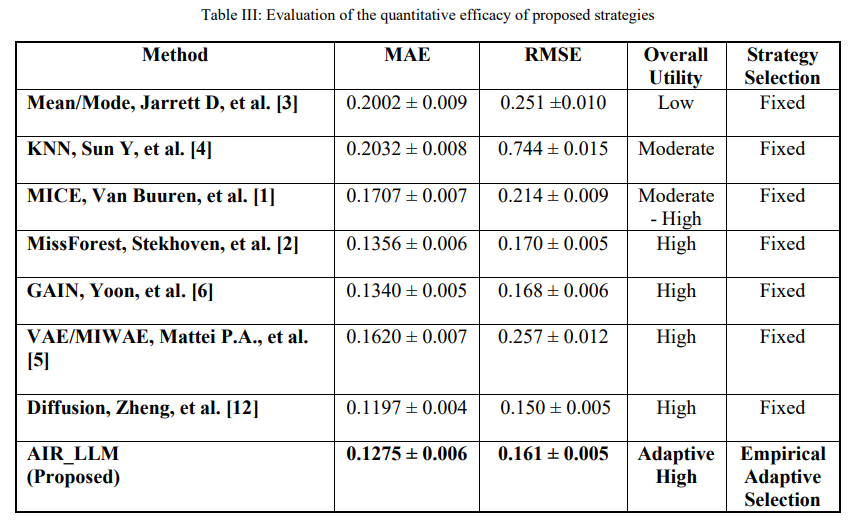 Table III: Evaluation of the quantitative efficacy of proposed strategies
Method MAE RMSE Overall Utility Strategy Selection
Mean/Mode, Jarrett D, et al. [3] 0.2002 ± 0.009 0.251 ±0.010 Low Fixed
KNN, Sun Y, et al. [4] 0.2032 ± 0.008 0.744 ± 0.015 Moderate Fixed
MICE, Van Buuren, et al. [1] 0.1707 ± 0.007 0.214 ± 0.009 Moderate - High Fixed
MissForest, Stekhoven, et al. [2] 0.1356 ± 0.006 0.170 ± 0.005 High Fixed
GAIN, Yoon, et al. [6] 0.1340 ± 0.005 0.168 ± 0.006 High Fixed
VAE/MIWAE, Mattei P.A., et al. [5] 0.1620 ± 0.007 0.257 ± 0.012 High Fixed
Diffusion, Zheng, et al. [12] 0.1197 ± 0.004 0.150 ± 0.005 High Fixed
AIR_LLM (Proposed) 0.1275 ± 0.006 0.161 ± 0.005 Adaptive High Empirical Adaptive Selection